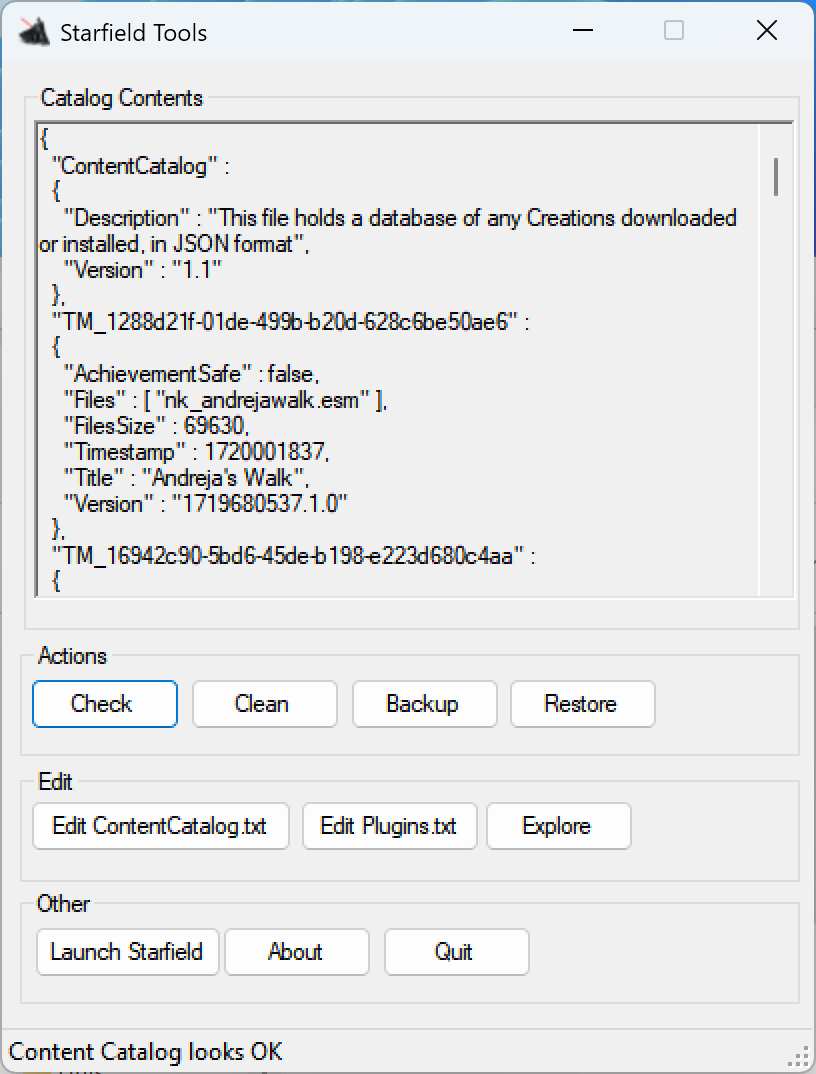 Starfield Tools
Catalog Contents
{
"ContentCatalog" :
{
"Description" : "This file holds a database of any Creations downloaded
or installed, in JSON format",
"Version" : "1.1"
},
"TM_1288d21f-01de-499b-b20d-628c6be50ae6" :
{
"AchievementSafe" : false,
"Files" : [ "nk_andrejawalk.esm" ],
"FilesSize" : 69630,
"Timestamp" : 1720001837,
"Title" : "Andreja's Walk",
"Version" : "1719680537.1.0"
},
"TM_16942c90-5bd6-45de-b198-e223d680c4aa" :
{
Actions
Check Clean Backup Restore
Edit
Edit ContentCatalog.txt Edit Plugins.txt Explore
Other
Launch Starfield About Quit
Content Catalog looks OK